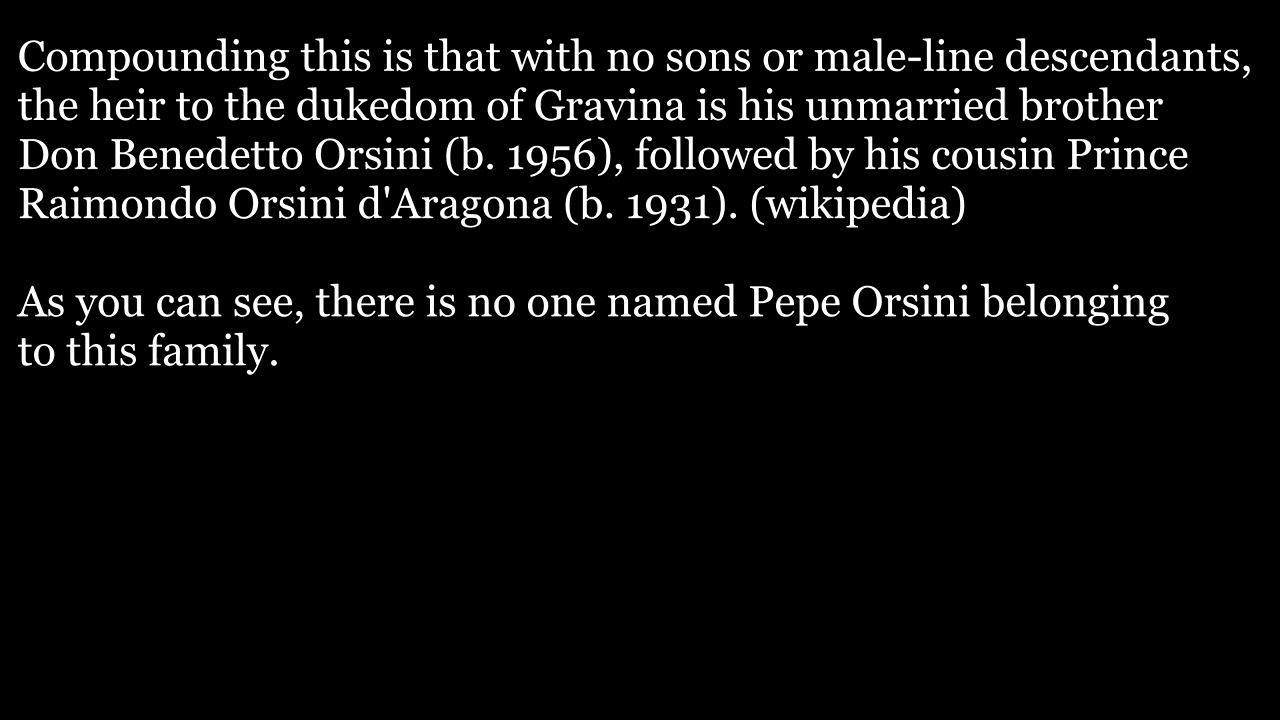 Compounding this is that with no sons or male-line descendants,
the heir to the dukedom of Gravina is his unmarried brother
Don Benedetto Orsini (b. 1956), followed by his cousin Prince
Raimondo Orsini d'Aragona (b. 1931). (wikipedia)
As you can see, there is no one named Pepe Orsini belonging
to this family.